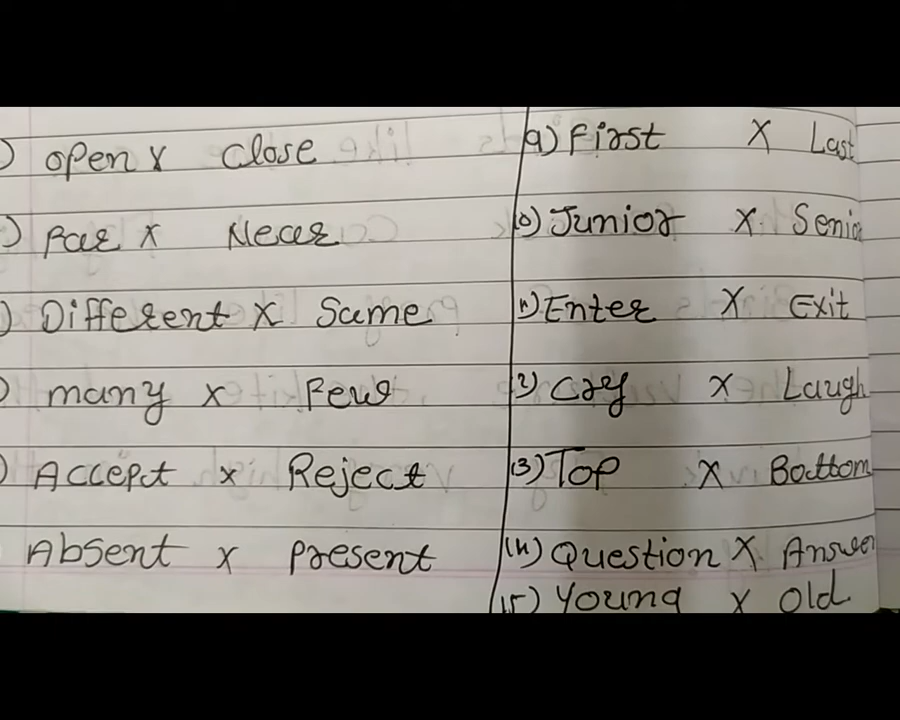 ) open x Close
) Far x Near
) Different x Same
) many x Few
) Accept x Reject
Absent x present
9) First X Last
10) Junior X Senio
11) Enter X Exit
12) Cry X Laugh
13) Top X Bottom
(14) Question X Answer
(15) Young X Old